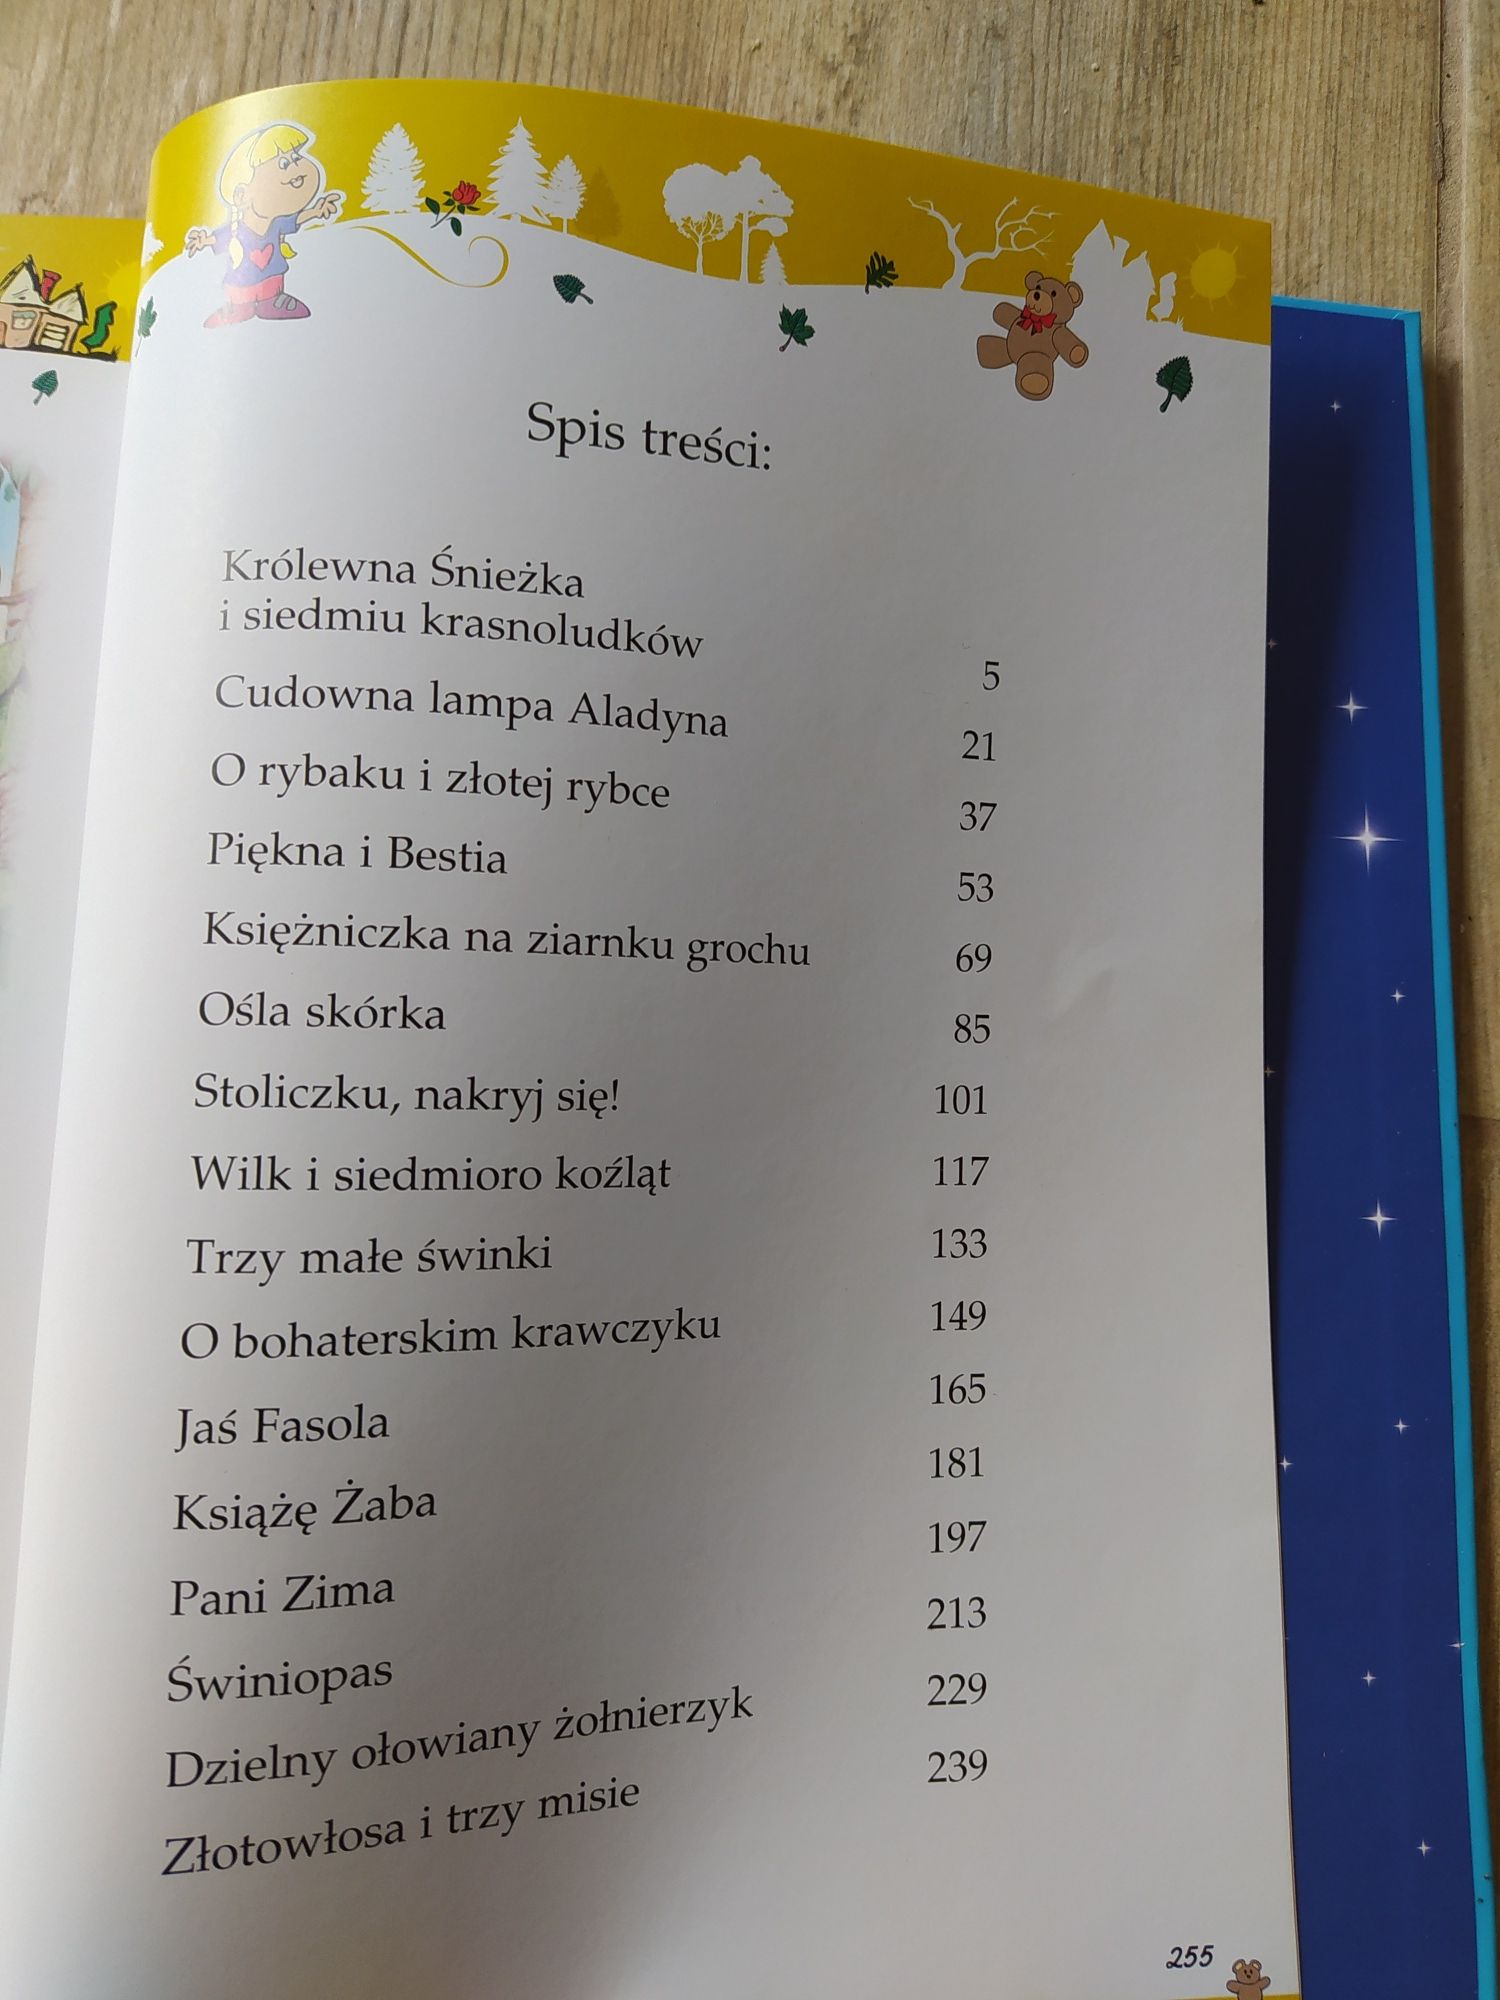 Spis treści:
Królewna Śnieżka
i siedmiu krasnoludków 5
Cudowna lampa Aladyna 21
O rybaku i złotej rybce 37
Piękna i Bestia 53
Księżniczka na ziarnku grochu 69
Ośla skórka 85
Stoliczku, nakryj się! 101
Wilk i siedmioro koźląt 117
Trzy małe świnki 133
O bohaterskim krawczyku 149
Jaś Fasola 165
Książę Żaba 181
Pani Zima 197
Świniopas 213
Dzielny ołowiany żołnierzyk 229
Złotowłosa i trzy misie 239
255